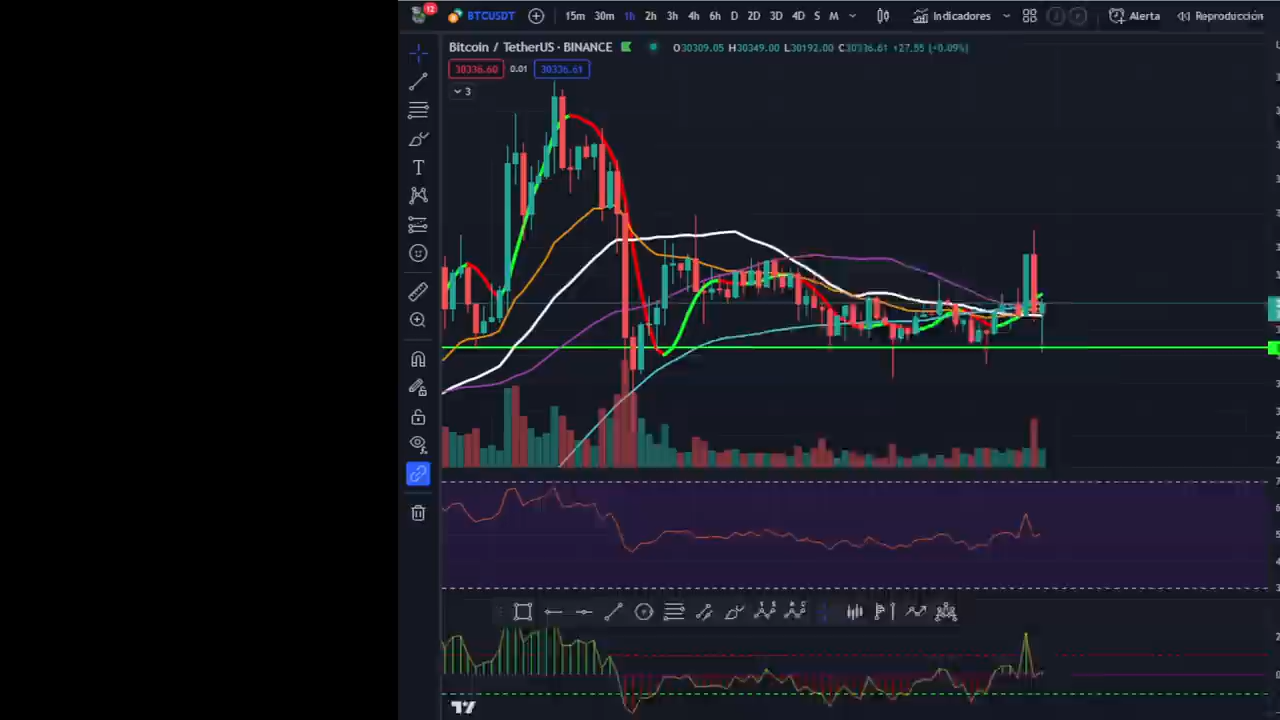 12 BTCUSDT 15m 30m 1h 2h 3h 4h 6h D 2D 3D 4D S M Indicadores Alerta Reproducción
Bitcoin / TetherUS · BINANCE O30309.05 H30349.00 L30192.00 C30336.61 +27.55 (+0.09%)
30336.60 0.01 30336.61
3